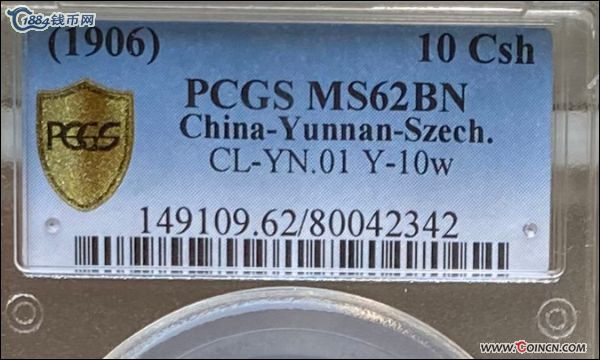 1884钱币网
(1906) 10 Csh
PCGS MS62BN
China-Yunnan-Szech.
PCGS
CL-YN.01 Y-10w
149109.62/80042342
www.COINCN.com